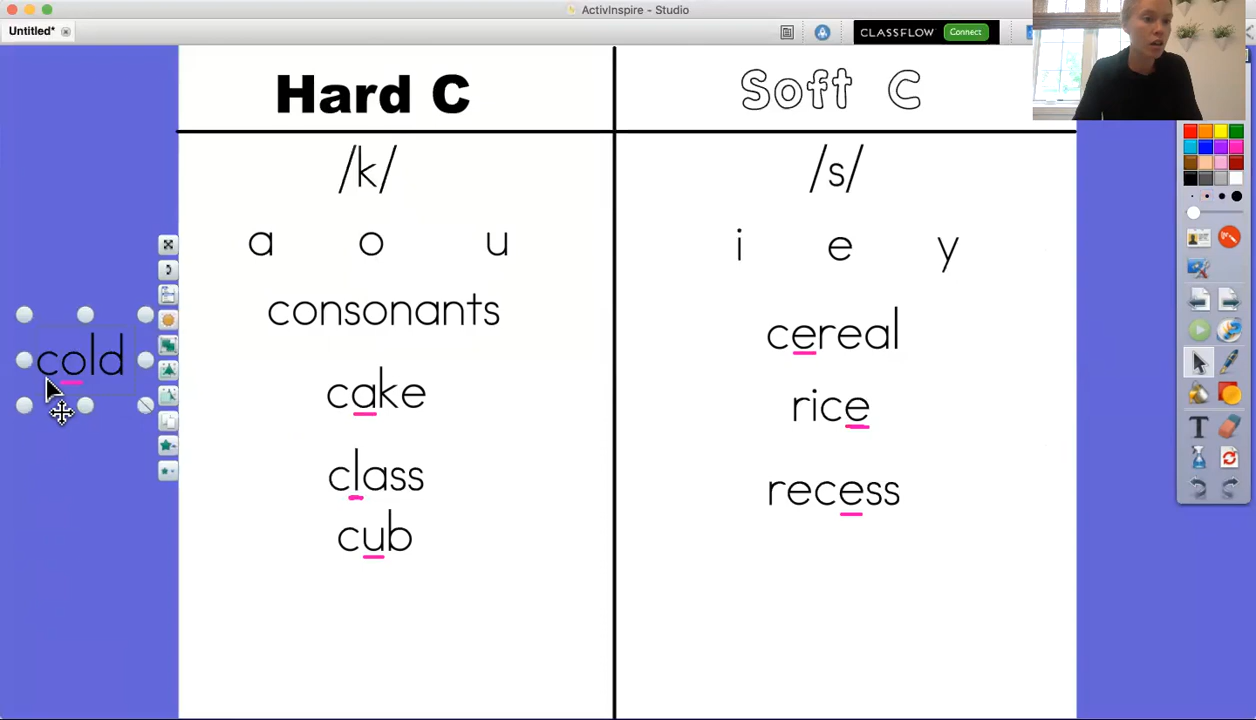 ActivInspire - Studio
Untitled*
CLASSFLOW Connect
Hard C
Soft C
/k/
/s/
a o u
i e y
consonants
cereal
cold
cake
rice
class
recess
cub